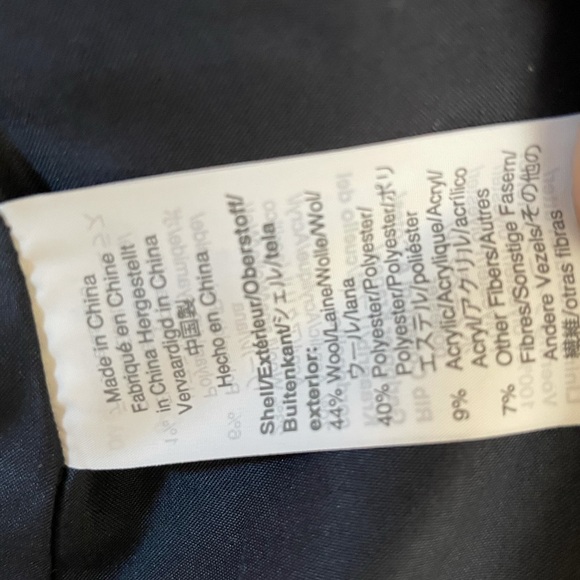 Made in China
Fabriqué en Chine
in China Hergestellt
Vervaardigd in China
中国製
Hecho en China
Shell/Extérieur/Oberstoff/
Buitenkant/シェル/tela
exterior:
44% Wool/Laine/Wolle/Wol/
ウール/lana
40% Polyester/Polyester/
Polyester/Polyester/ポリ
エステル/poliéster
9% Acrylic/Acrylique/Acryl/
Acryl/アクリル/acrílico
7% Other Fibers/Autres
Fibres/Sonstige Fasern/
Andere Vezels/その他の
繊維/otras fibras